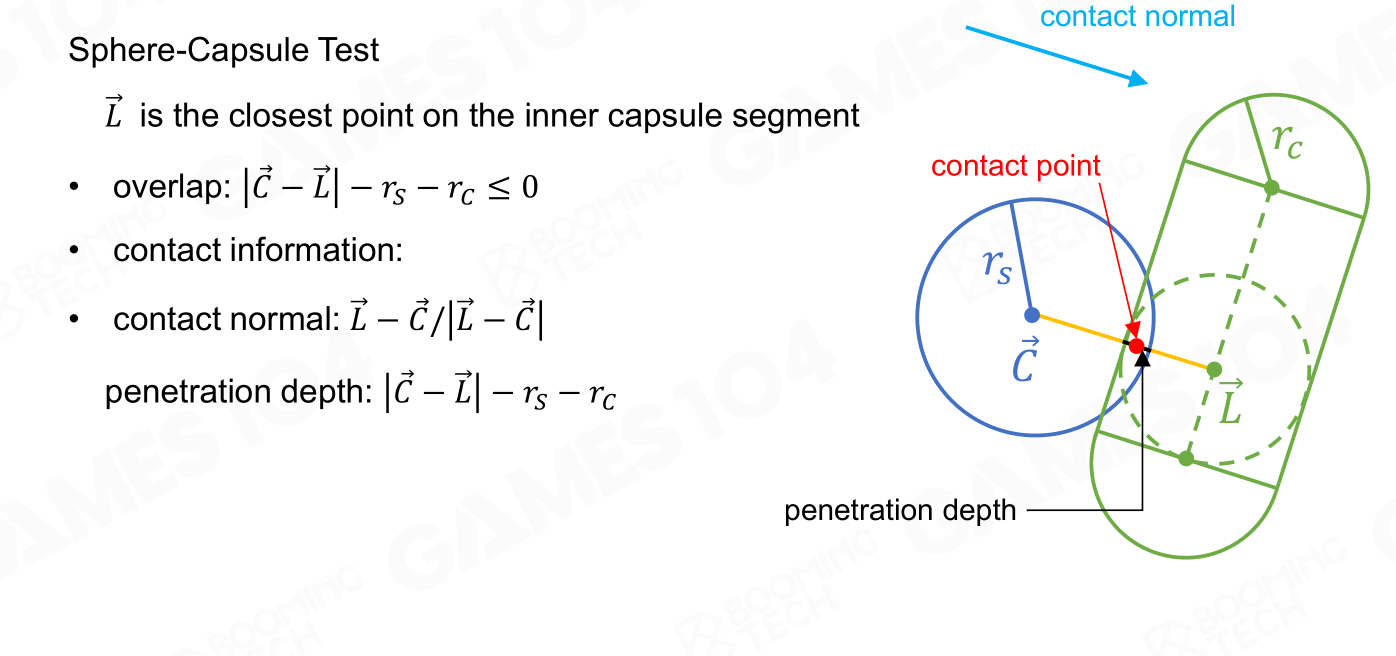 contact normal
Sphere-Capsule Test
$\vec{L}$ is the closest point on the inner capsule segment
contact point
• overlap: $|\vec{C} - \vec{L}| - r_S - r_C \leq 0$
• contact information:
• contact normal: $\vec{L} - \vec{C}/|\vec{L} - \vec{C}|$
penetration depth: $|\vec{C} - \vec{L}| - r_S - r_C$
$r_C$
$r_S$
$\vec{C}$
$\vec{L}$
penetration depth
GAMES 104
BOOMING TECH